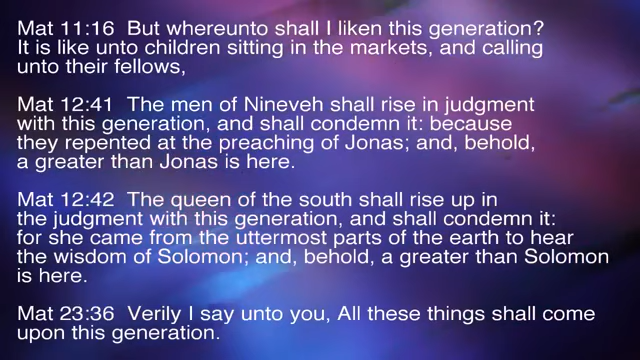 Mat 11:16  But whereunto shall I liken this generation?
It is like unto children sitting in the markets, and calling
unto their fellows,
Mat 12:41  The men of Nineveh shall rise in judgment
with this generation, and shall condemn it: because
they repented at the preaching of Jonas; and, behold,
a greater than Jonas is here.
Mat 12:42  The queen of the south shall rise up in
the judgment with this generation, and shall condemn it:
for she came from the uttermost parts of the earth to hear
the wisdom of Solomon; and, behold, a greater than Solomon
is here.
Mat 23:36  Verily I say unto you, All these things shall come
upon this generation.